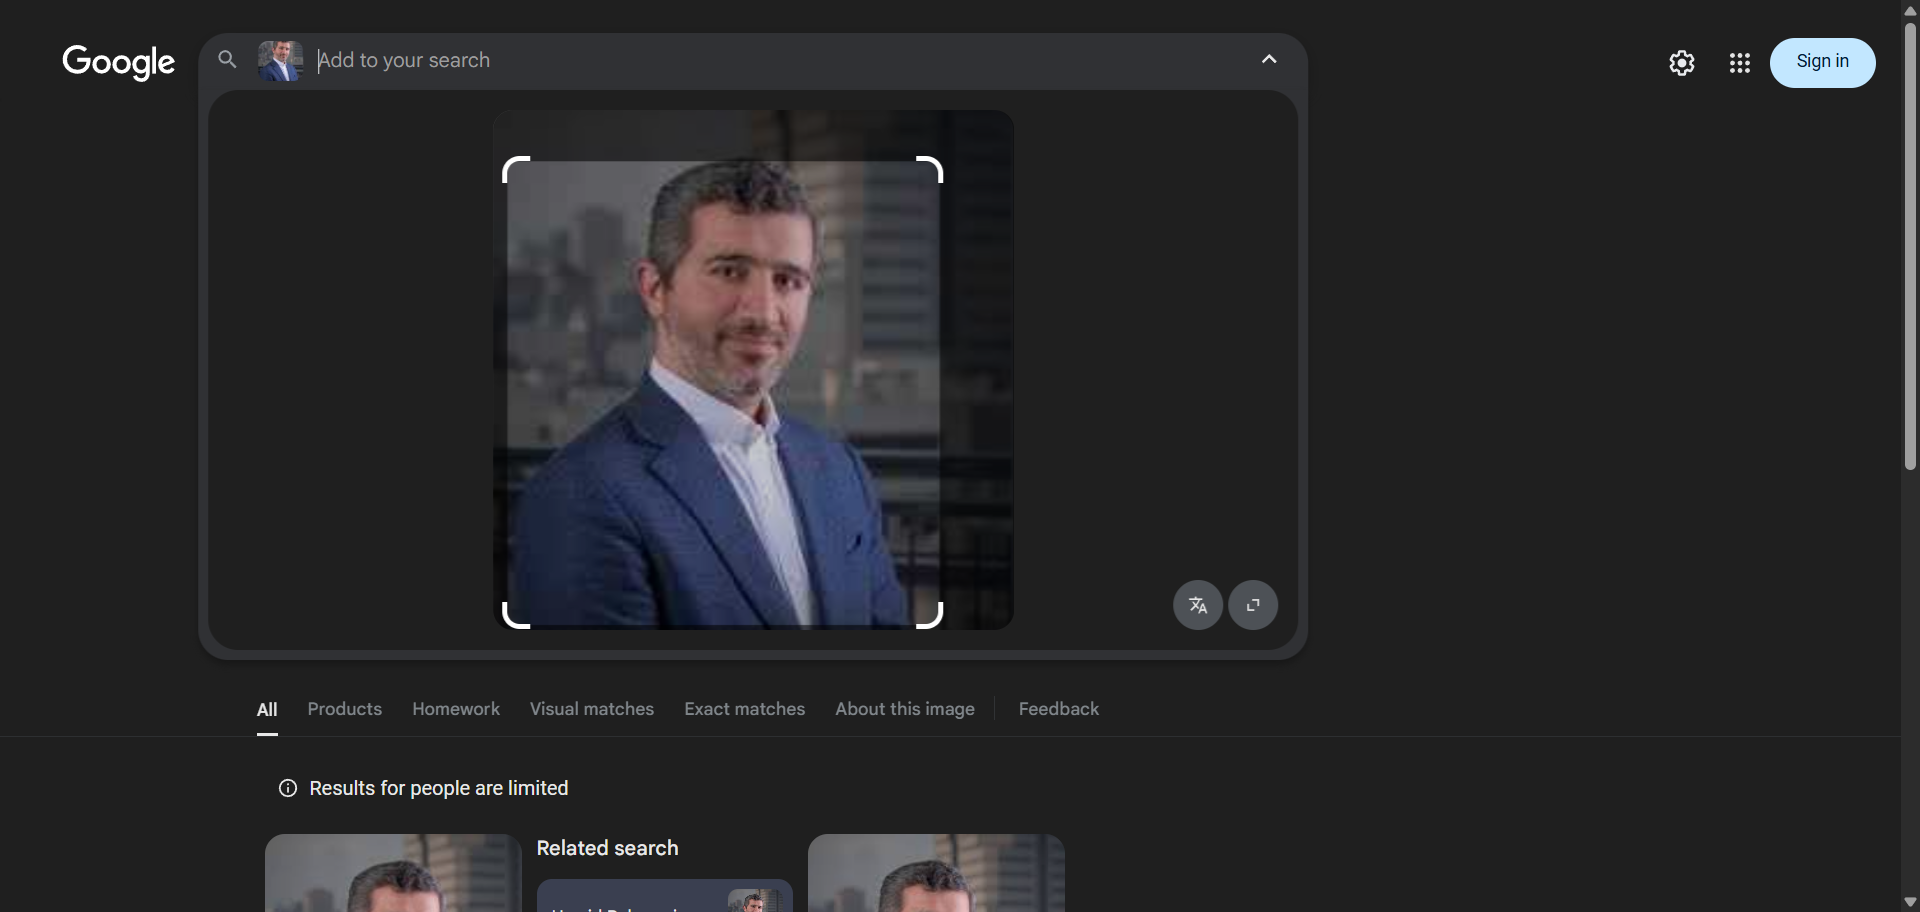 Google
Add to your search
Sign in
All
Products
Homework
Visual matches
Exact matches
About this image
Feedback
Results for people are limited
Related search